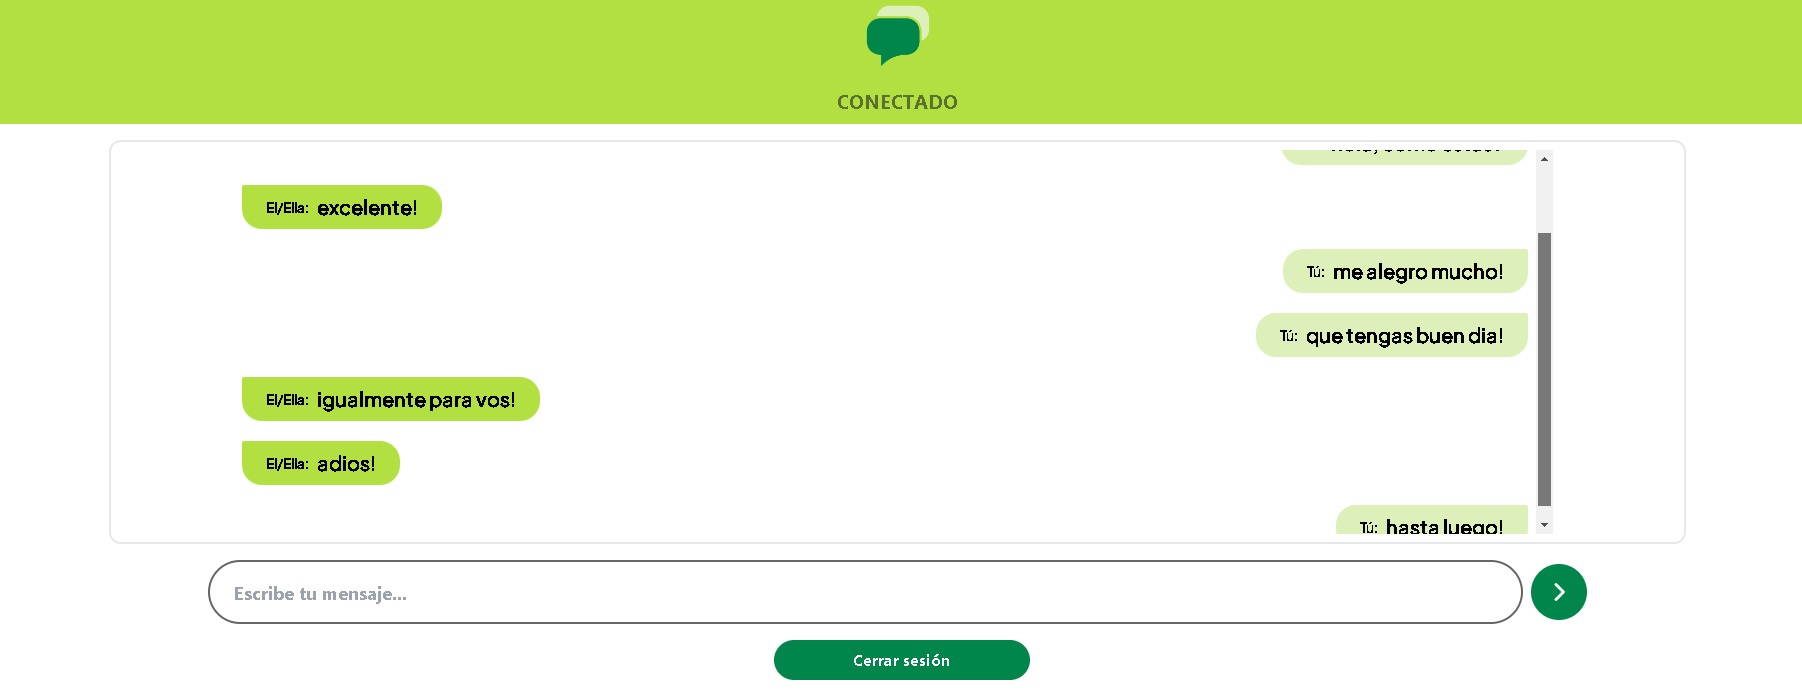 CONECTADO
El/Ella: excelente!
Tú: me alegro mucho!
Tú: que tengas buen dia!
El/Ella: igualmente para vos!
El/Ella: adios!
Tú: hasta luego!
Escribe tu mensaje...
Cerrar sesión